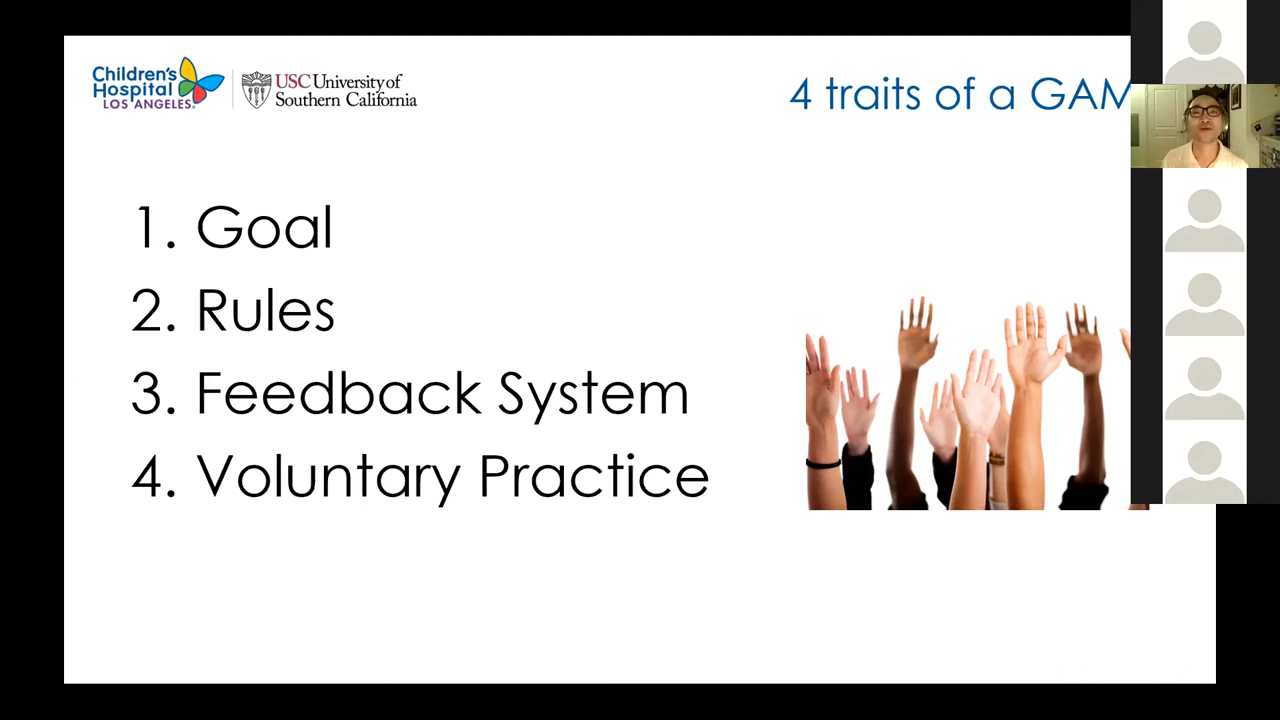 Children's
Hospital
LOS ANGELES
USC University of
Southern California
4 traits of a GAM
1. Goal
2. Rules
3. Feedback System
4. Voluntary Practice